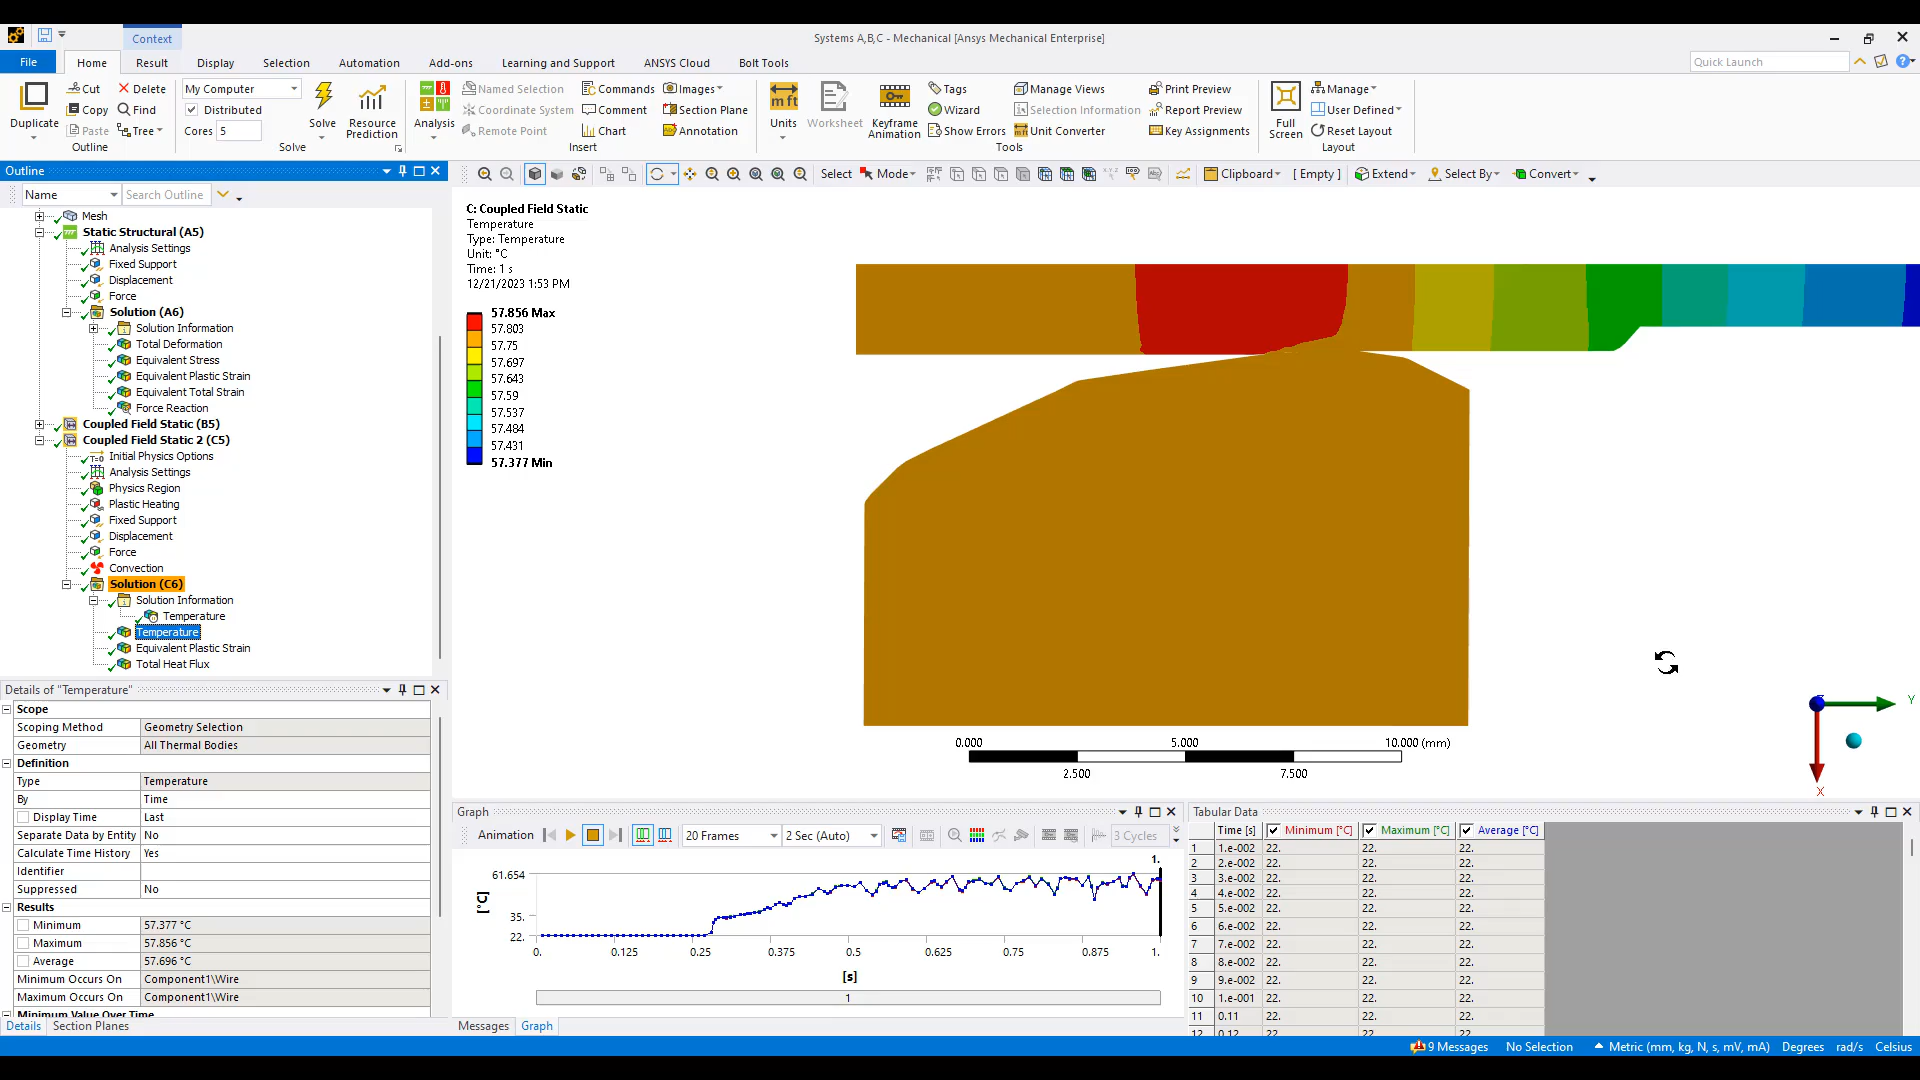 Context
Systems A,B,C - Mechanical [Ansys Mechanical Enterprise]
File
Home
Result
Display
Selection
Automation
Add-ons
Learning and Support
ANSYS Cloud
Bolt Tools
Quick Launch
Duplicate
Cut
Copy
Paste
Delete
Find
Tree
Outline
My Computer
Distributed
Cores 5
Solve
Resource Prediction
Solve
Analysis
Named Selection
Coordinate System
Remote Point
Commands
Comment
Chart
Images
Section Plane
Annotation
Insert
Units
Worksheet
Keyframe Animation
Tags
Wizard
Show Errors
Manage Views
Selection Information
Unit Converter
Print Preview
Report Preview
Key Assignments
Tools
Full Screen
Manage
User Defined
Reset Layout
Layout
Outline
Name
Search Outline
Select
Mode
Clipboard
[ Empty ]
Extend
Select By
Convert
Mesh
Static Structural (A5)
Analysis Settings
Fixed Support
Displacement
Force
Solution (A6)
Solution Information
Total Deformation
Equivalent Stress
Equivalent Plastic Strain
Equivalent Total Strain
Force Reaction
Coupled Field Static (B5)
Coupled Field Static 2 (C5)
Initial Physics Options
Analysis Settings
Physics Region
Plastic Heating
Fixed Support
Displacement
Force
Convection
Solution (C6)
Solution Information
Temperature
Temperature
Equivalent Plastic Strain
Total Heat Flux
C: Coupled Field Static
Temperature
Type: Temperature
Unit: °C
Time: 1 s
12/21/2023 1:53 PM
57.856 Max
57.803
57.75
57.697
57.643
57.59
57.537
57.484
57.431
57.377 Min
0.000
5.000
10.000 (mm)
2.500
7.500
Y
Z
X
Details of "Temperature"
Scope
Scoping Method Geometry Selection
Geometry All Thermal Bodies
Definition
Type Temperature
By Time
Display Time Last
Separate Data by Entity No
Calculate Time History Yes
Identifier
Suppressed No
Results
Minimum 57.377 °C
Maximum 57.856 °C
Average 57.696 °C
Minimum Occurs On Component1\Wire
Maximum Occurs On Component1\Wire
Minimum Value Over Time
Details
Section Planes
Graph
Animation
20 Frames
2 Sec (Auto)
3 Cycles
1.
61.654
35.
22.
[°C]
0. 0.125 0.25 0.375 0.5 0.625 0.75 0.875 1.
[s]
1
Messages
Graph
Tabular Data
Time [s] Minimum [°C] Maximum [°C] Average [°C]
1 1.e-002 22. 22. 22.
2 2.e-002 22. 22. 22.
3 3.e-002 22. 22. 22.
4 4.e-002 22. 22. 22.
5 5.e-002 22. 22. 22.
6 6.e-002 22. 22. 22.
7 7.e-002 22. 22. 22.
8 8.e-002 22. 22. 22.
9 9.e-002 22. 22. 22.
10 1.e-001 22. 22. 22.
11 0.11 22. 22. 22.
12 0.12 22. 22. 22.
9 Messages
No Selection
Metric (mm, kg, N, s, mV, mA)
Degrees
rad/s
Celsius